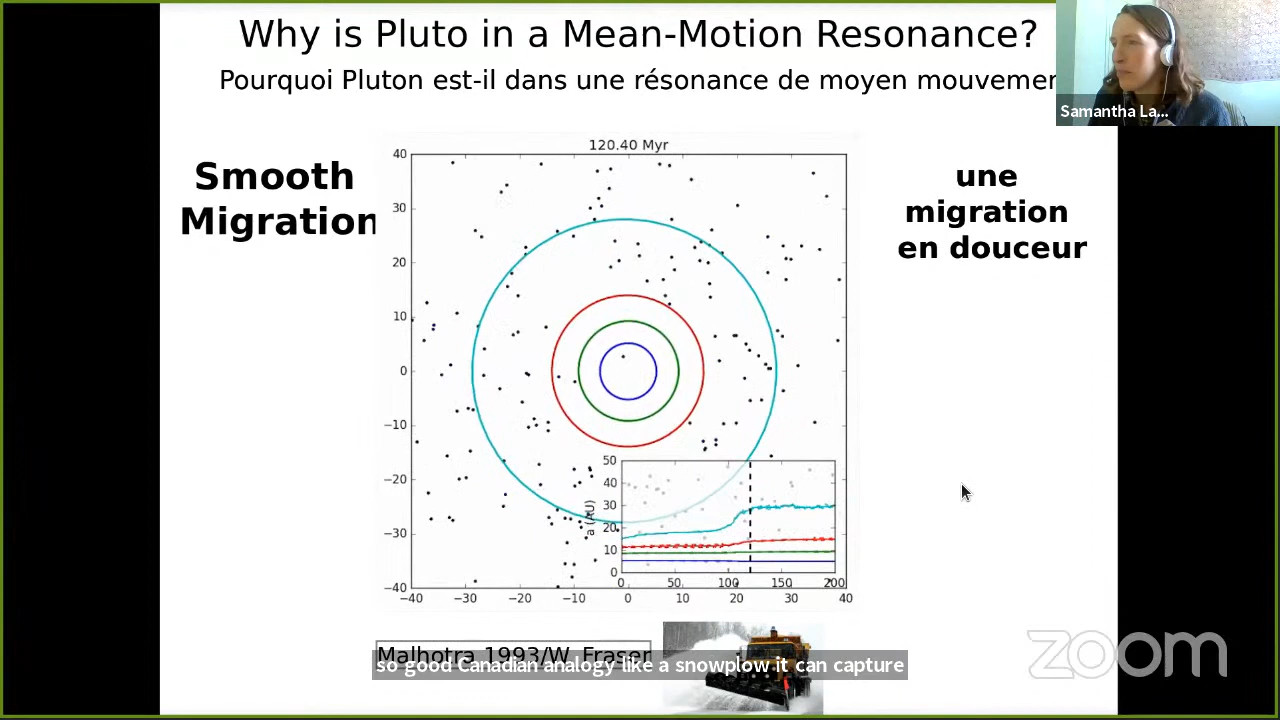 Why is Pluto in a Mean-Motion Resonance?
Pourquoi Pluton est-il dans une résonance de moyen mouvemen
Samantha La...
Smooth
Migration
une
migration
en douceur
120.40 Myr
40
30
20
10
0
−10
−20
−30
−40
−40 −30 −20 −10 0 10 20 30 40
a (AU)
50
40
30
20
10
0
0 50 100 150 200
Malhotra 1993/W. Fraser
so good Canadian analogy like a snowplow it can capture
zoom